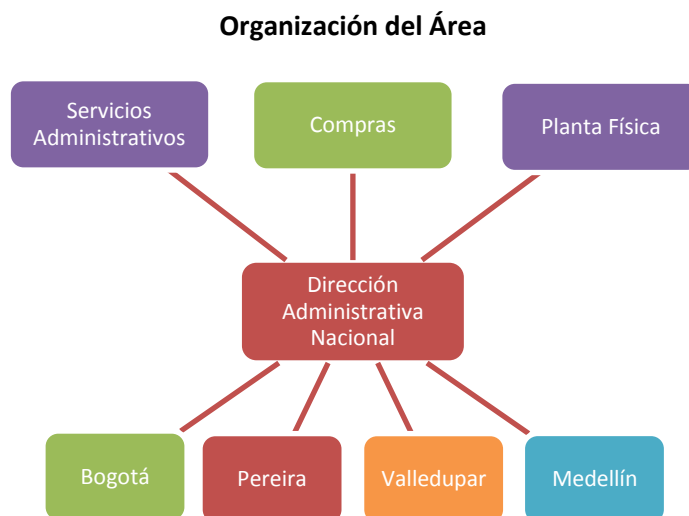 Organización del Área
Servicios
Administrativos
Compras
Planta Física
Dirección
Administrativa
Nacional
Bogotá
Pereira
Valledupar
Medellín